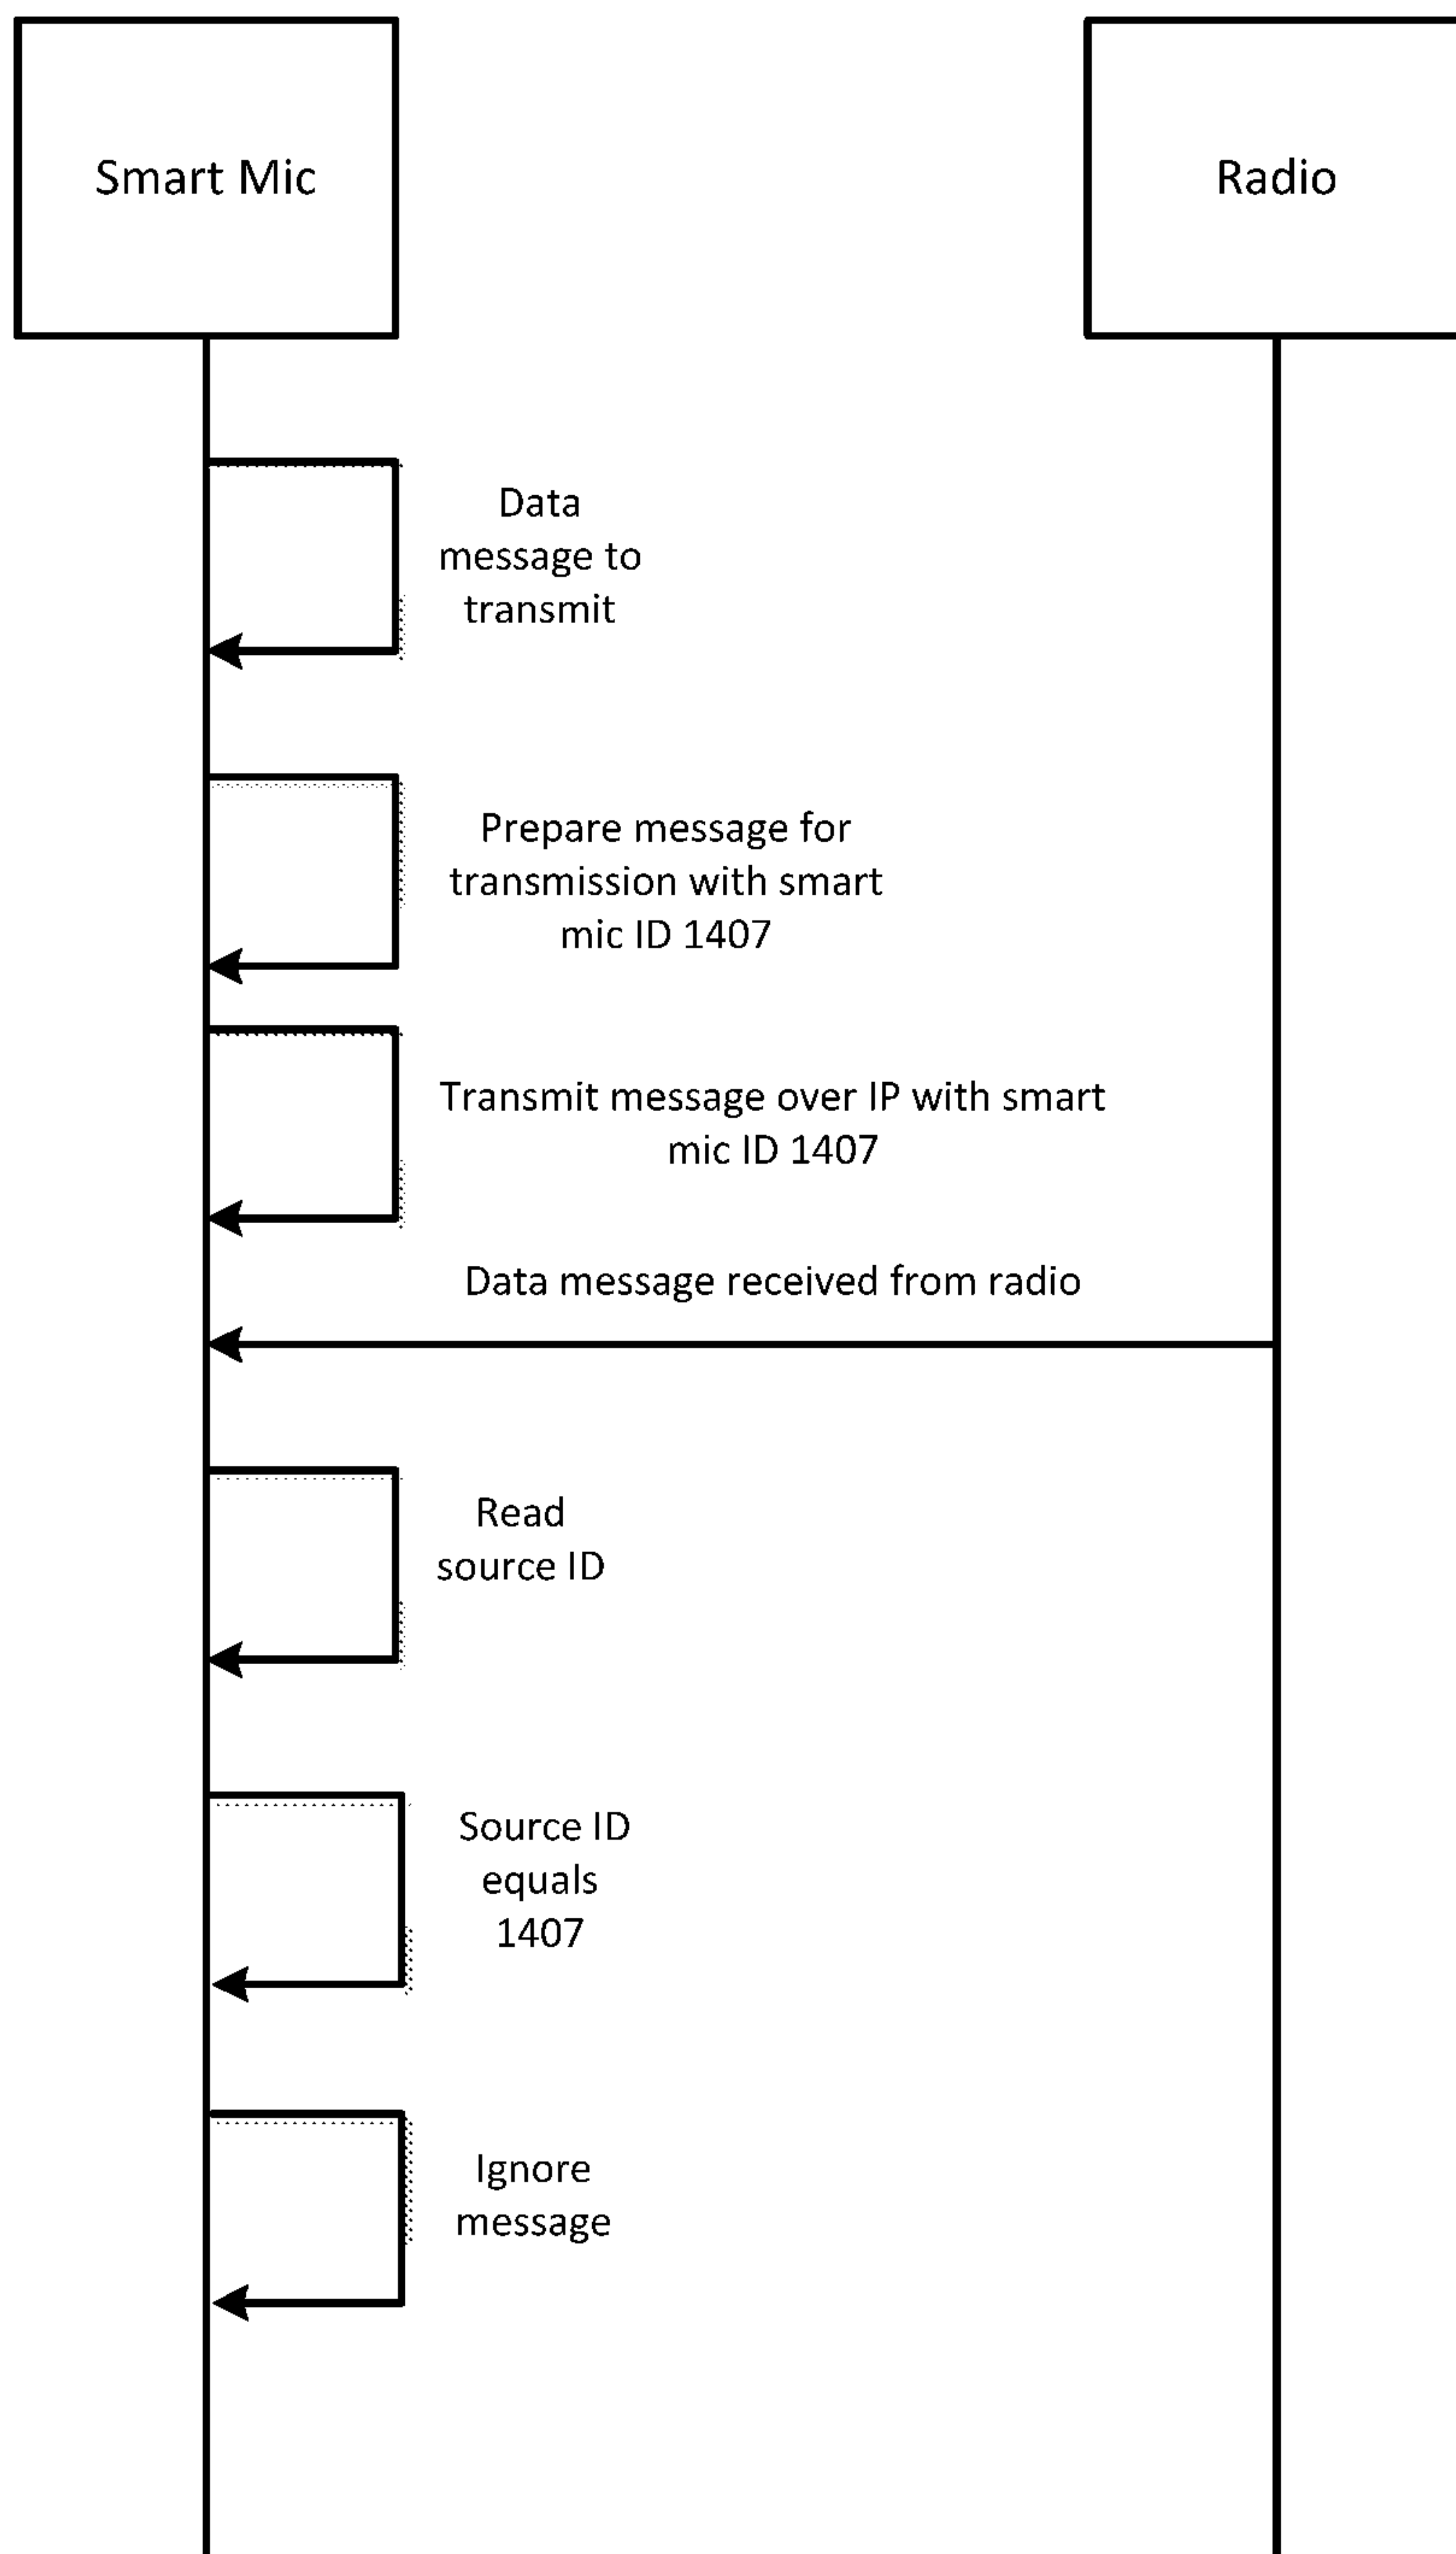 Smart Mic
Radio
Data
message to
transmit
Prepare message for
transmission with smart
mic ID 1407
Transmit message over IP with smart
mic ID 1407
Data message received from radio
Read
source ID
Source ID
equals
1407
Ignore
message